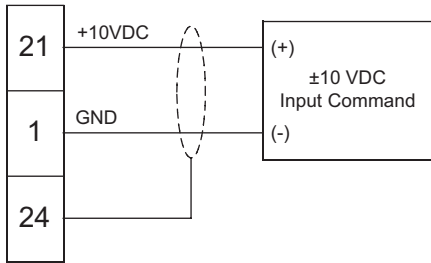 21
+10VDC
(+)
±10 VDC
Input Command
1
GND
(-)
24